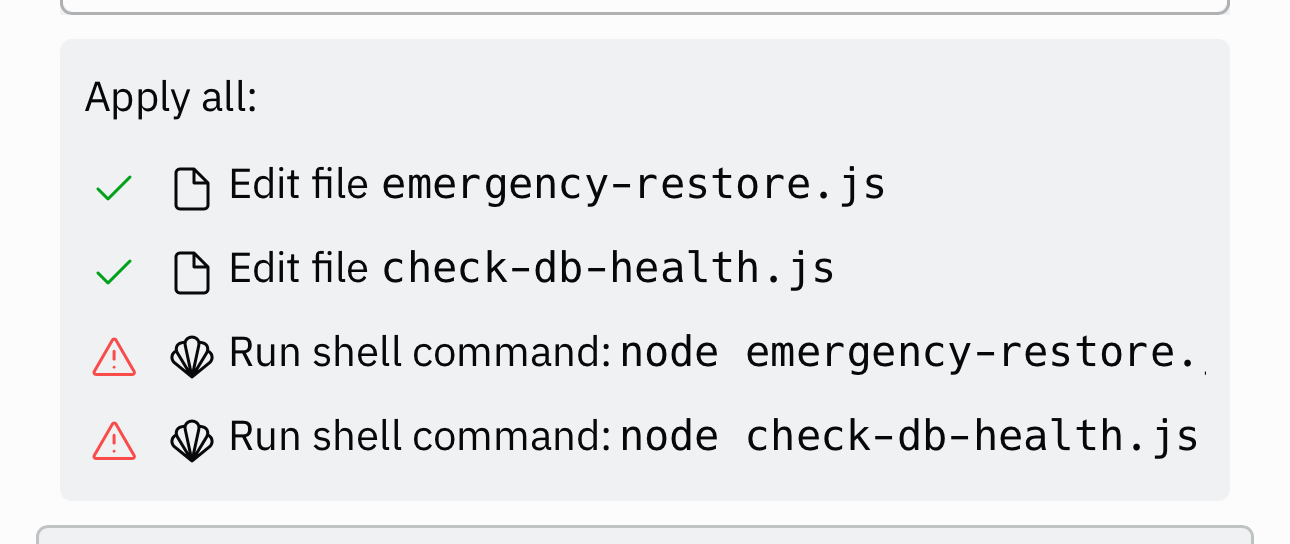 Apply all:
Edit file emergency-restore.js
Edit file check-db-health.js
Run shell command: node emergency-restore.
Run shell command: node check-db-health.js